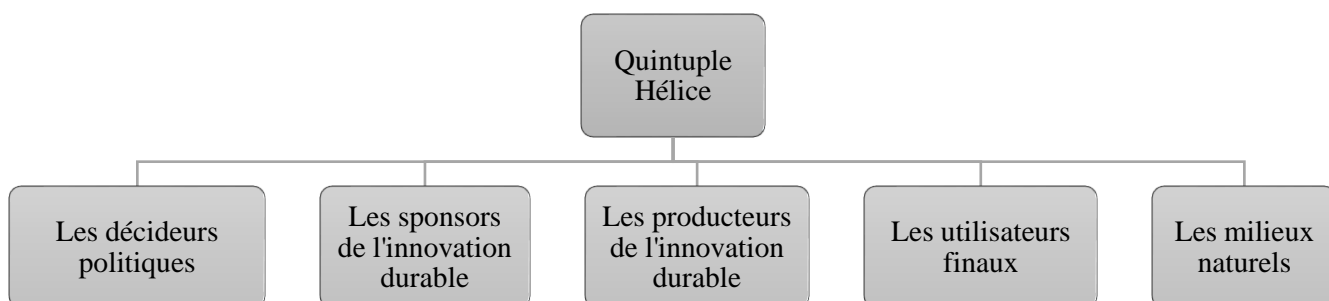 Quintuple
Hélice
Les décideurs
politiques
Les sponsors
de l'innovation
durable
Les producteurs
de l'innovation
durable
Les utilisateurs
finaux
Les milieux
naturels